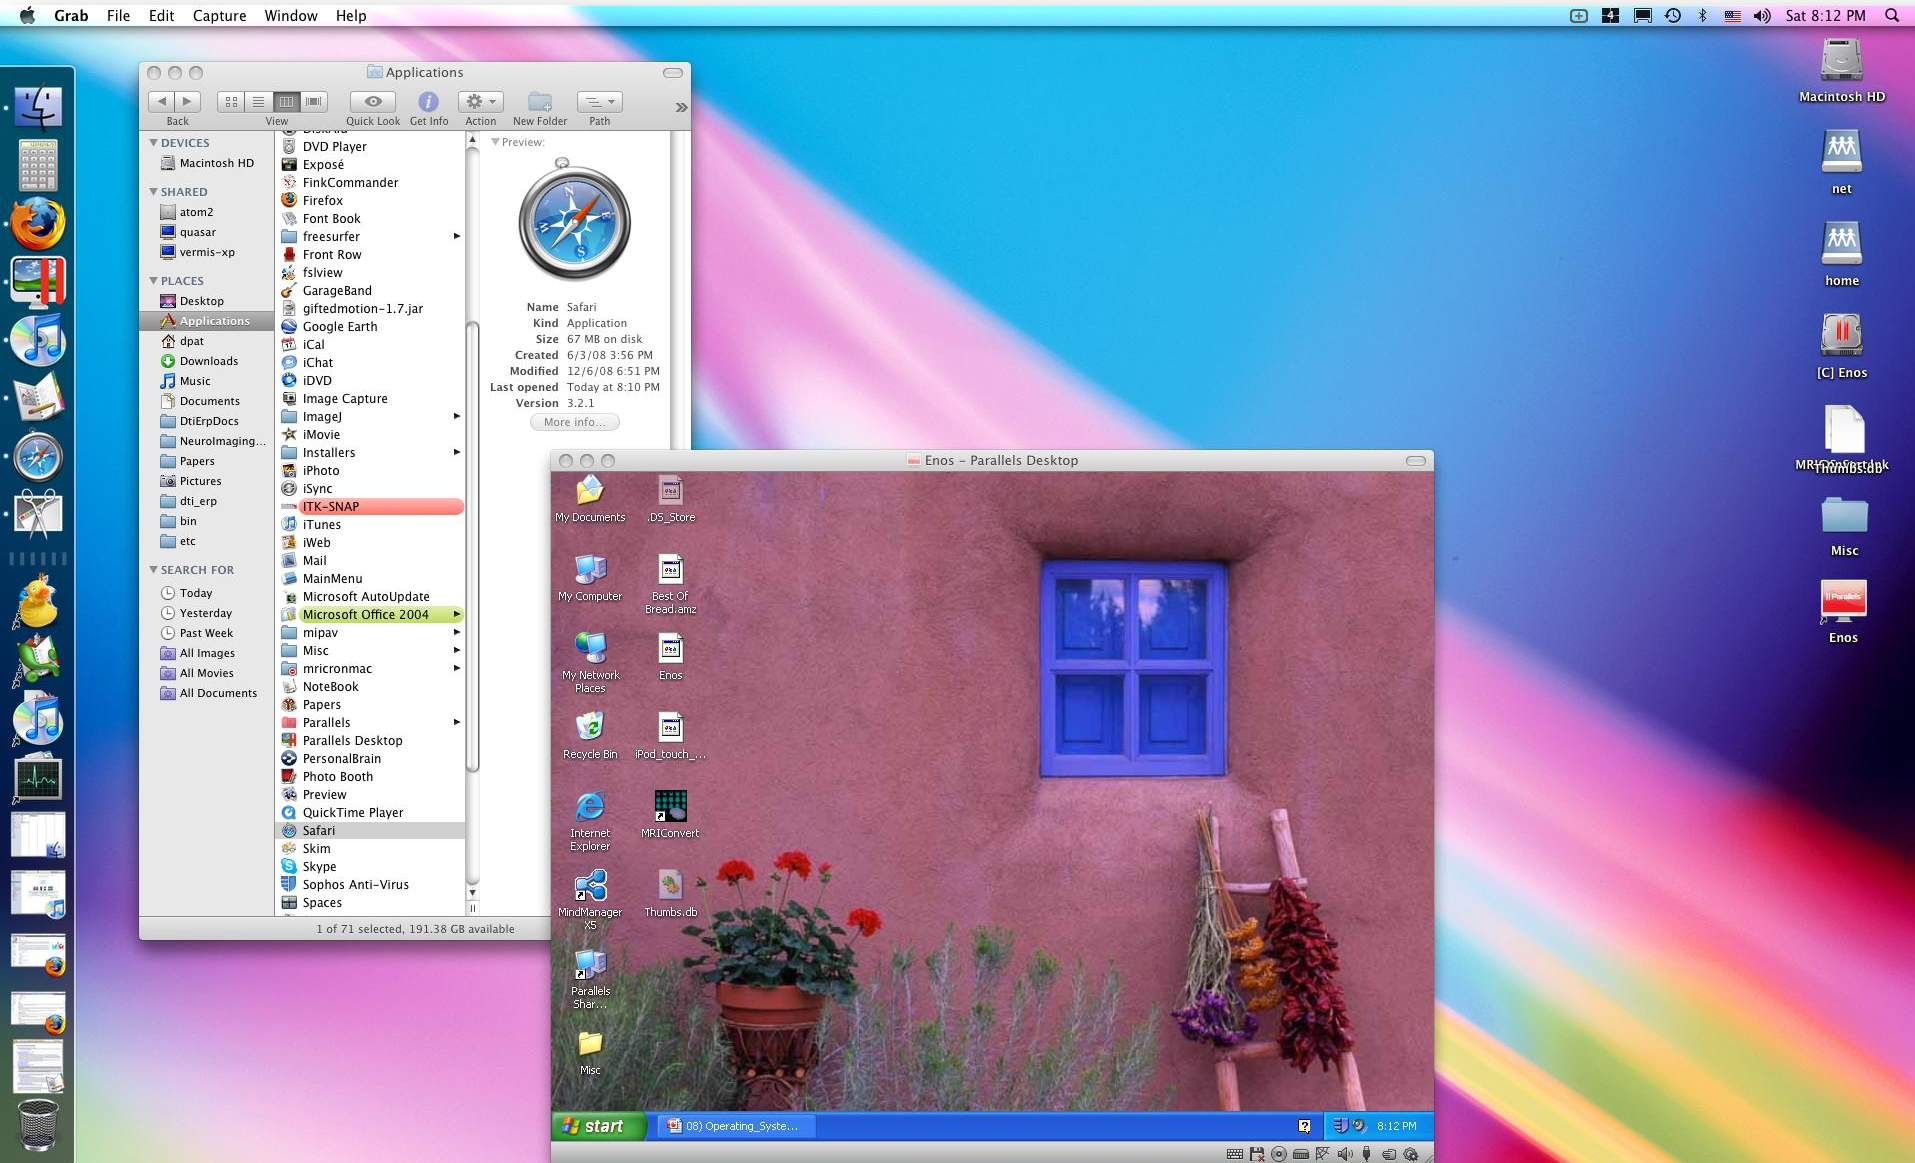 Grab File Edit Capture Window Help
4
Sat 8:12 PM
Applications
Back
View
Quick Look
Get Info
Action
New Folder
Path
DEVICES
Macintosh HD
SHARED
atom2
quasar
vermis-xp
PLACES
Desktop
Applications
dpat
Downloads
Music
Documents
DtiErpDocs
NeuroImaging...
Papers
Pictures
dti_erp
bin
etc
SEARCH FOR
Today
Yesterday
Past Week
All Images
All Movies
All Documents
DiskAid
DVD Player
Exposé
FinkCommander
Firefox
Font Book
freesurfer
Front Row
fslview
GarageBand
giftedmotion-1.7.jar
Google Earth
iCal
iChat
iDVD
Image Capture
ImageJ
iMovie
Installers
iPhoto
iSync
ITK-SNAP
iTunes
iWeb
Mail
MainMenu
Microsoft AutoUpdate
Microsoft Office 2004
mipav
Misc
mricronmac
NoteBook
Papers
Parallels
Parallels Desktop
PersonalBrain
Photo Booth
Preview
QuickTime Player
Safari
Skim
Skype
Sophos Anti-Virus
Spaces
Preview:
Name Safari
Kind Application
Size 67 MB on disk
Created 6/3/08 3:56 PM
Modified 12/6/08 6:51 PM
Last opened Today at 8:10 PM
Version 3.2.1
More info...
1 of 71 selected, 191.38 GB available
Enos - Parallels Desktop
My Documents
.DS_Store
My Computer
Best Of
Bread.amz
My Network
Places
Enos
Recycle Bin
iPod_touch_...
Internet
Explorer
MRIConvert
MindManager
X5
Thumbs.db
Parallels
Shar...
Misc
start
08) Operating_Syste...
8:12 PM
Macintosh HD
net
home
[C] Enos
Thumbs.db
Misc
Parallels
Enos